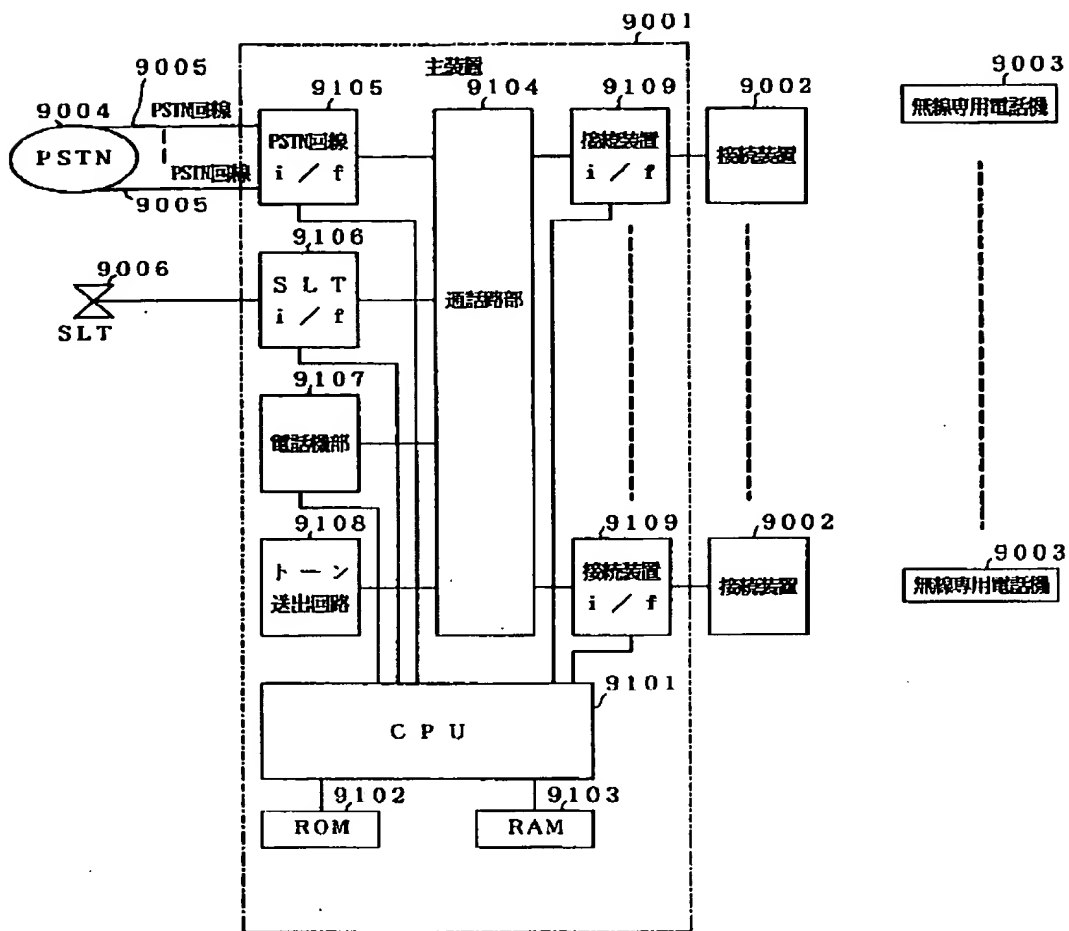 9001
主装置
9005
9004
PSTN回線
PSTN
PSTN回線
9005
9105
PSTN回線
i/f
9104
通話路部
9109
接続装置
i/f
9002
接続装置
9003
無線専用電話機
9106
SLT
i/f
9006
SLT
9107
電話機部
9108
トーン
送出回路
9109
接続装置
i/f
9002
接続装置
9003
無線専用電話機
9101
CPU
9102
ROM
9103
RAM